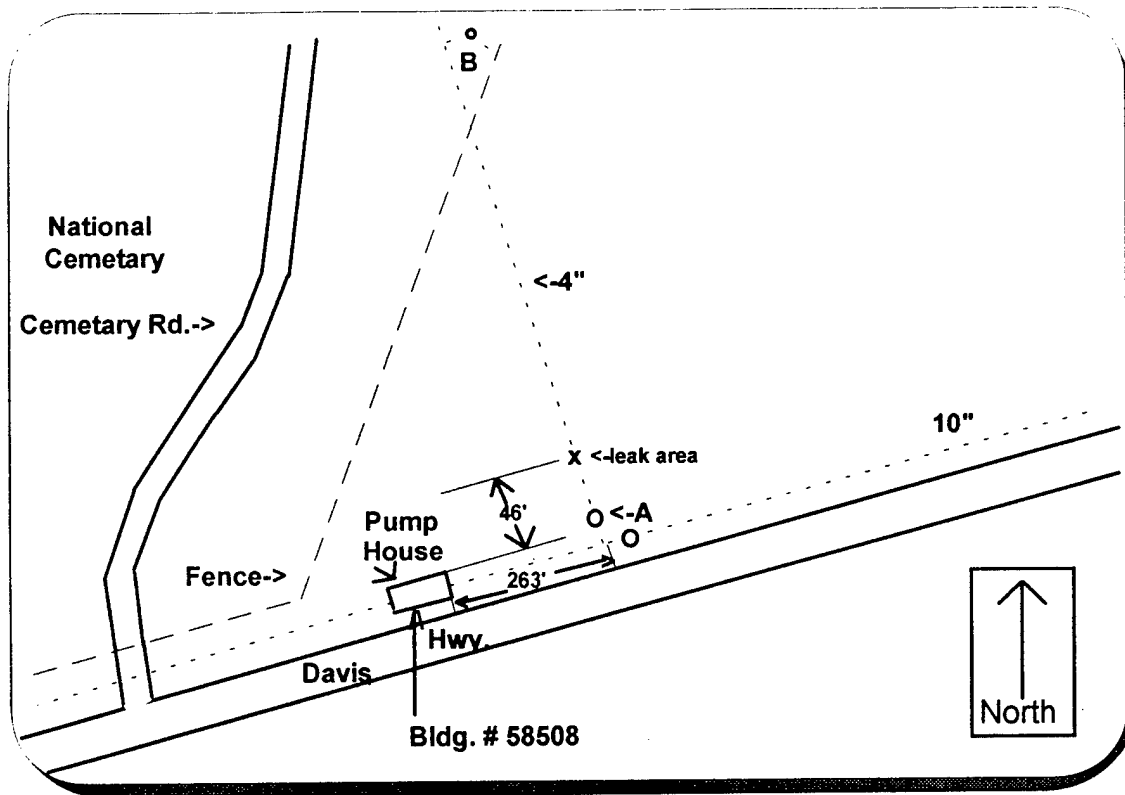 B
National
Cemetary
<-4"
Cemetary Rd.->
10"
x <-leak area
46'
O <-A
O
Pump
House
Fence->
263'
Hwy.
Davis
Bldg. # 58508
North